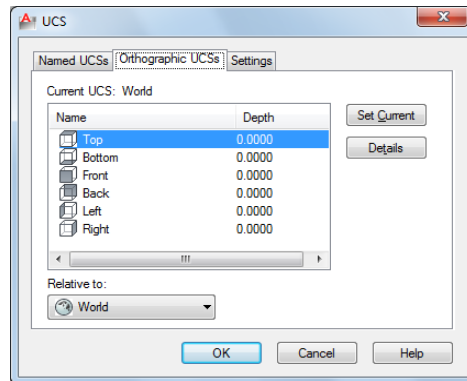 UCS
Named UCSs Orthographic UCSs Settings
Current UCS: World
Name Depth
Top 0.0000
Bottom 0.0000
Front 0.0000
Back 0.0000
Left 0.0000
Right 0.0000
Set Current
Details
Relative to:
World
OK Cancel Help